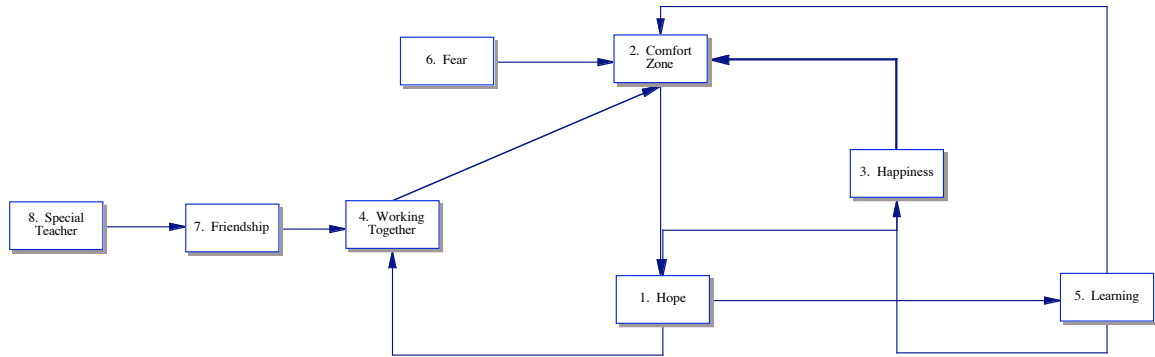 6. Fear
2. Comfort
Zone
3. Happiness
8. Special
Teacher
7. Friendship
4. Working
Together
1. Hope
5. Learning